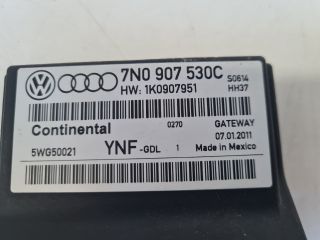 7N0 907 530C
S0614
HW: 1K0907951
HH37
Continental
0270
GATEWAY
07.01.2011
5WG50021
YNF-GDL
1
Made in Mexico